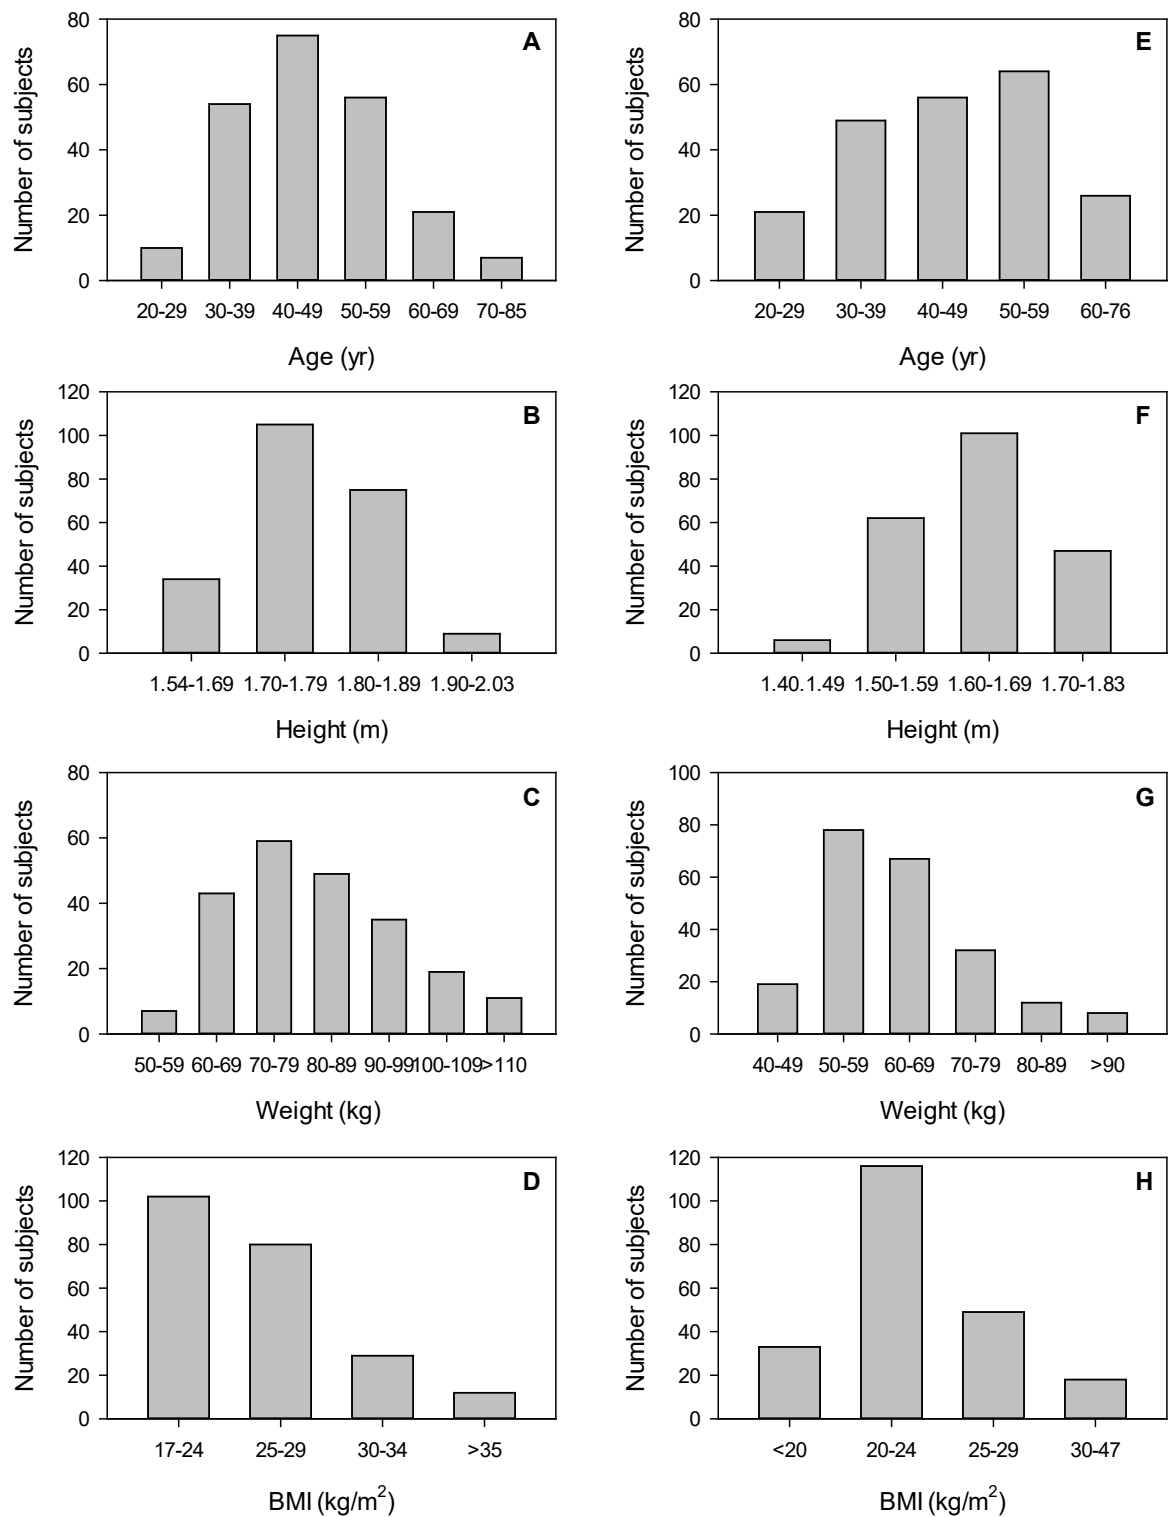 A
Number of subjects
80
60
40
20
0
20-29 30-39 40-49 50-59 60-69 70-85
Age (yr)
E
Number of subjects
80
60
40
20
0
20-29 30-39 40-49 50-59 60-76
Age (yr)
B
Number of subjects
120
100
80
60
40
20
0
1.54-1.69 1.70-1.79 1.80-1.89 1.90-2.03
Height (m)
F
Number of subjects
120
100
80
60
40
20
0
1.40.1.49 1.50-1.59 1.60-1.69 1.70-1.83
Height (m)
C
Number of subjects
80
60
40
20
0
50-59 60-69 70-79 80-89 90-99 100-109 >110
Weight (kg)
G
Number of subjects
100
80
60
40
20
0
40-49 50-59 60-69 70-79 80-89 >90
Weight (kg)
D
Number of subjects
120
100
80
60
40
20
0
17-24 25-29 30-34 >35
BMI (kg/m²)
H
Number of subjects
120
100
80
60
40
20
0
<20 20-24 25-29 30-47
BMI (kg/m²)